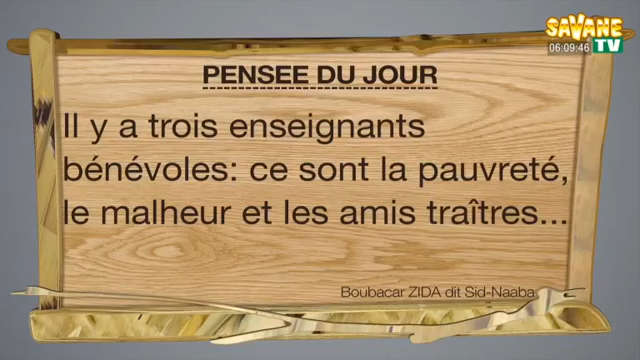 SAVANE
TV
06:09:46
PENSEE DU JOUR
Il y a trois enseignants
bénévoles: ce sont la pauvreté,
le malheur et les amis traîtres...
Boubacar ZIDA dit Sid-Naaba